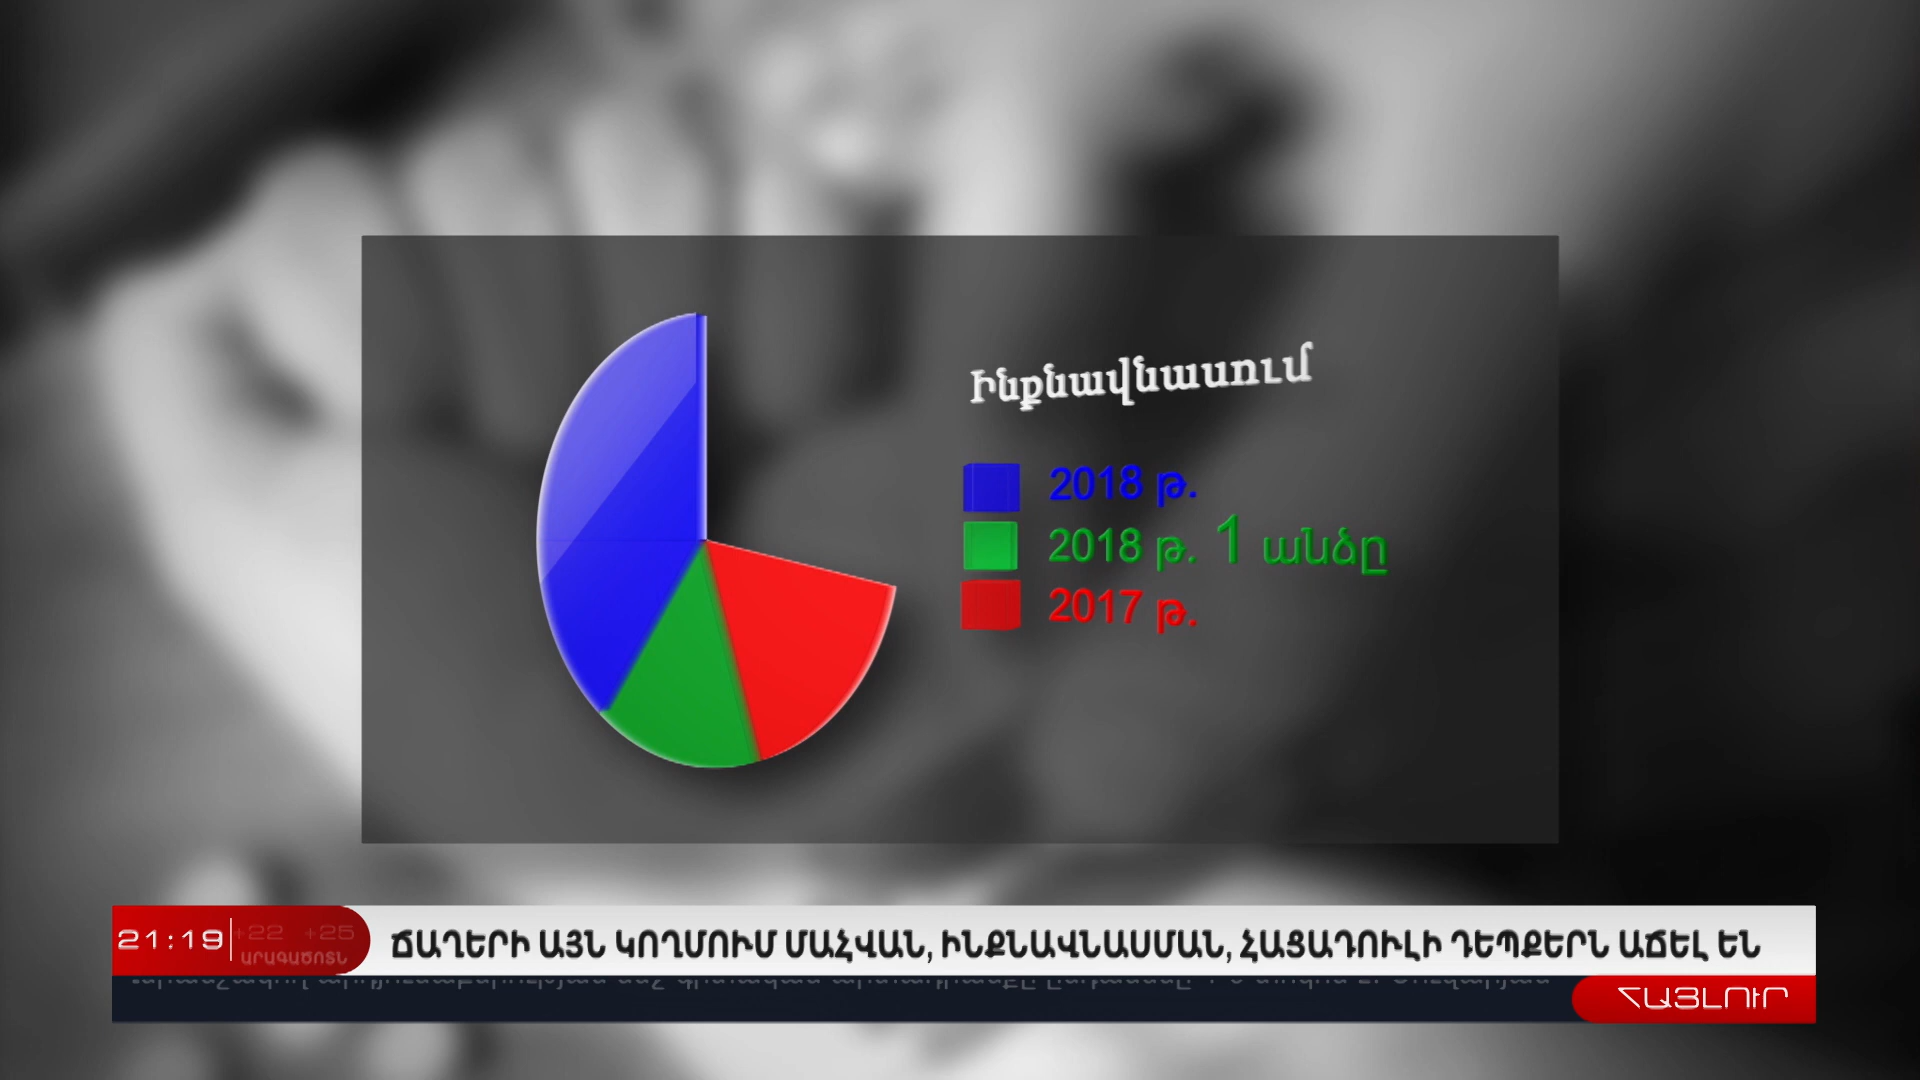 Ինքնավնասում
2018 թ.
2018 թ. 1 անձը
2017 թ.
21:19
+22 +25
ԱՐԱԳԱԾՈՏՆ
ՃԱՂԵՐԻ ԱՅՆ ԿՈՂՄՈՒՄ ՄԱՀՎԱՆ, ԻՆՔՆԱՎՆԱՍՄԱՆ, ՀԱՑԱԴՈՒԼԻ ԴԵՊՔԵՐՆ ԱՃԵԼ ԵՆ
ՀԱՅԼՈՒՐ